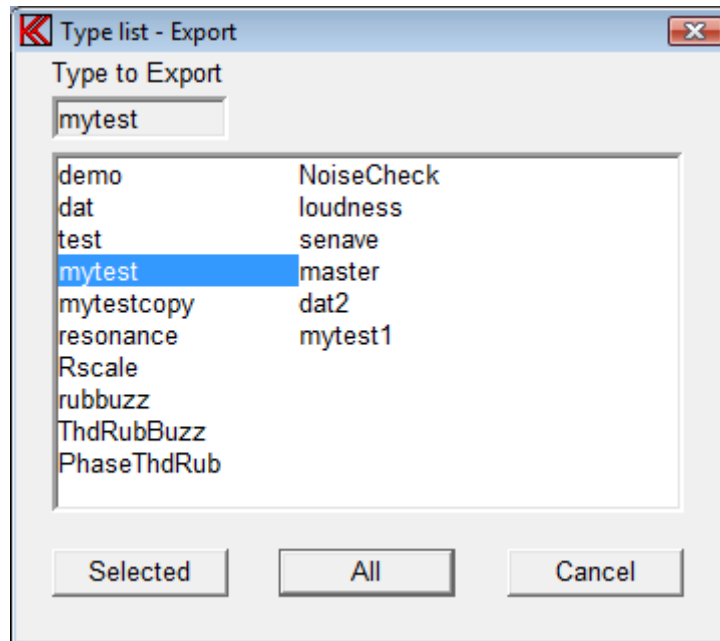 Type list - Export
Type to Export
mytest
demo
dat
test
mytest
mytestcopy
resonance
Rscale
rubbuzz
ThdRubBuzz
PhaseThdRub
NoiseCheck
loudness
senave
master
dat2
mytest1
Selected
All
Cancel